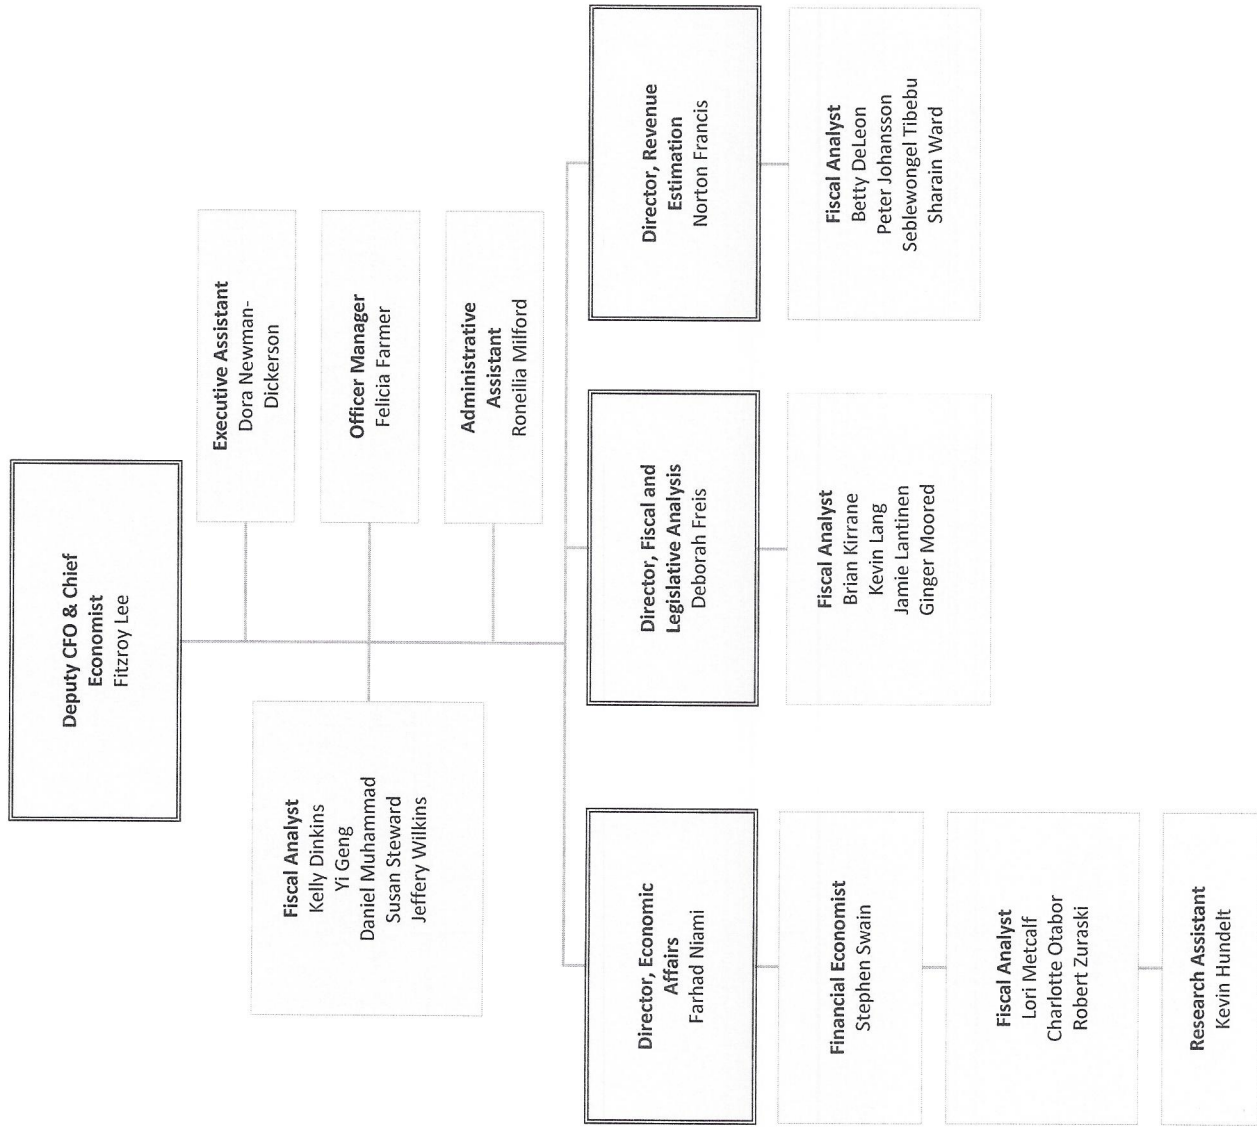 Deputy CFO & Chief
Economist
Fitzroy Lee
Executive Assistant
Dora Newman-
Dickerson
Officer Manager
Felicia Farmer
Administrative
Assistant
Roneilia Milford
Fiscal Analyst
Kelly Dinkins
Yi Geng
Daniel Muhammad
Susan Steward
Jeffery Wilkins
Director, Economic
Affairs
Farhad Niami
Financial Economist
Stephen Swain
Fiscal Analyst
Lori Metcalf
Charlotte Otabor
Robert Zuraski
Research Assistant
Kevin Hundelt
Director, Fiscal and
Legislative Analysis
Deborah Freis
Fiscal Analyst
Brian Kirrane
Kevin Lang
Jamie Lantinen
Ginger Moored
Director, Revenue
Estimation
Norton Francis
Fiscal Analyst
Betty DeLeon
Peter Johansson
Seblewongel Tibebu
Sharain Ward